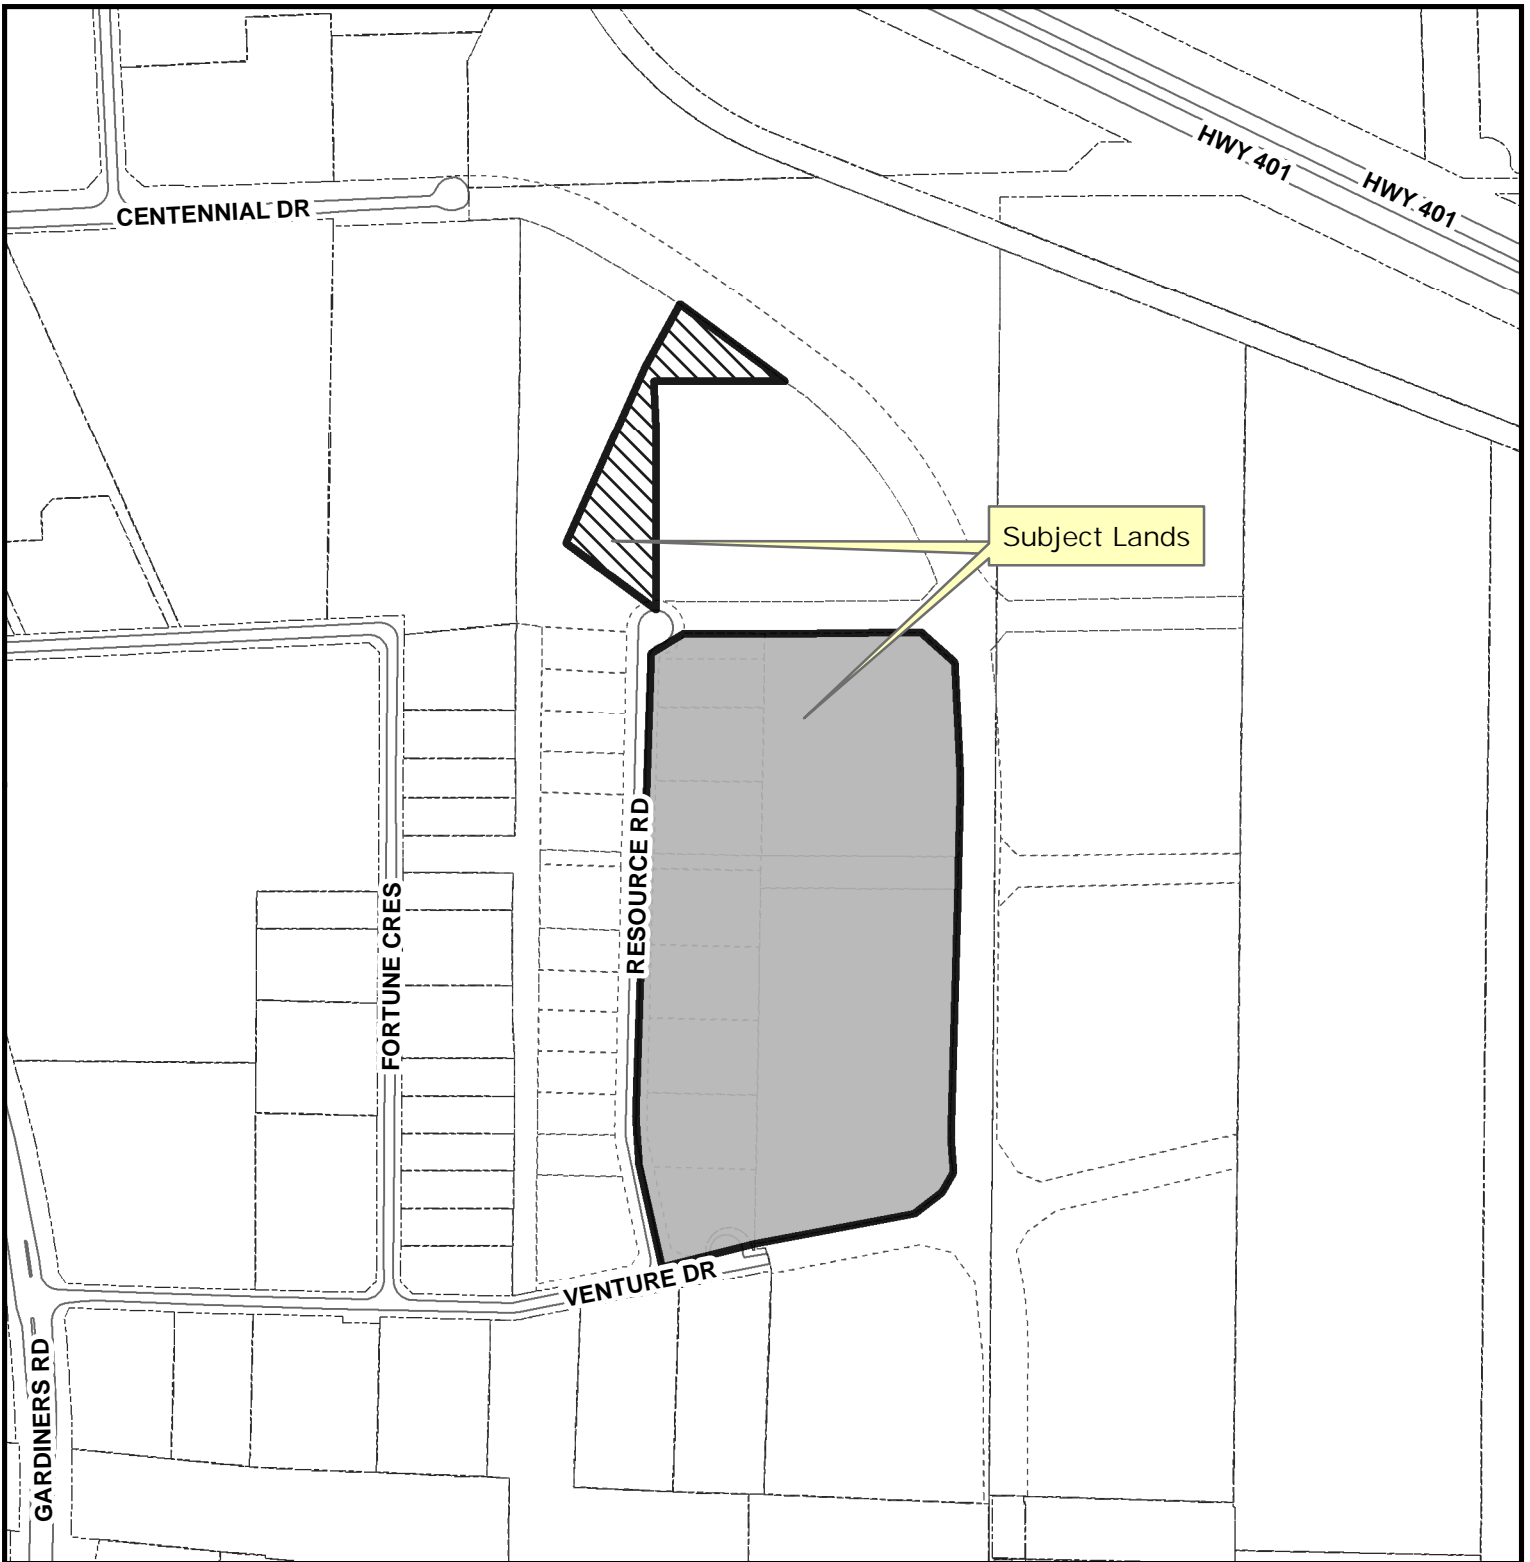 HWY 401
HWY 401
CENTENNIAL DR
Subject Lands
RESOURCE RD
FORTUNE CRES
VENTURE DR
GARDINERS RD